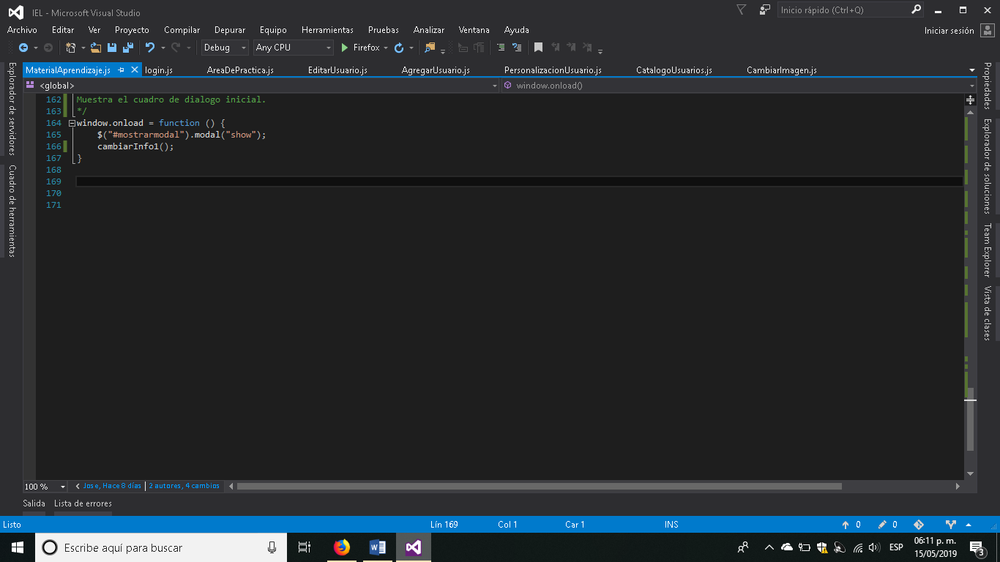 IEL - Microsoft Visual Studio
Inicio rápido (Ctrl+Q)
Archivo Editar Ver Proyecto Compilar Depurar Equipo Herramientas Pruebas Analizar Ventana Ayuda
Iniciar sesión
Debug Any CPU Firefox
MaterialAprendizaje.js login.js AreaDePractica.js EditarUsuario.js AgregarUsuario.js PersonalizacionUsuario.js CatalogoUsuarios.js CambiarImagen.js
<global> window.onload()
162 Muestra el cuadro de dialogo inicial.
163 */
164 window.onload = function () {
165 $("#mostrarmodal").modal("show");
166 cambiarInfo1();
167 }
168
169
170
171
Explorador de servidores
Cuadro de herramientas
Propiedades
Explorador de soluciones
Team Explorer
Vista de clases
100 % Jose, Hace 8 días | 2 autores, 4 cambios
Salida Lista de errores
Listo Lín 169 Col 1 Car 1 INS 0 0
Escribe aquí para buscar
ESP
06:11 p. m.
15/05/2019
3